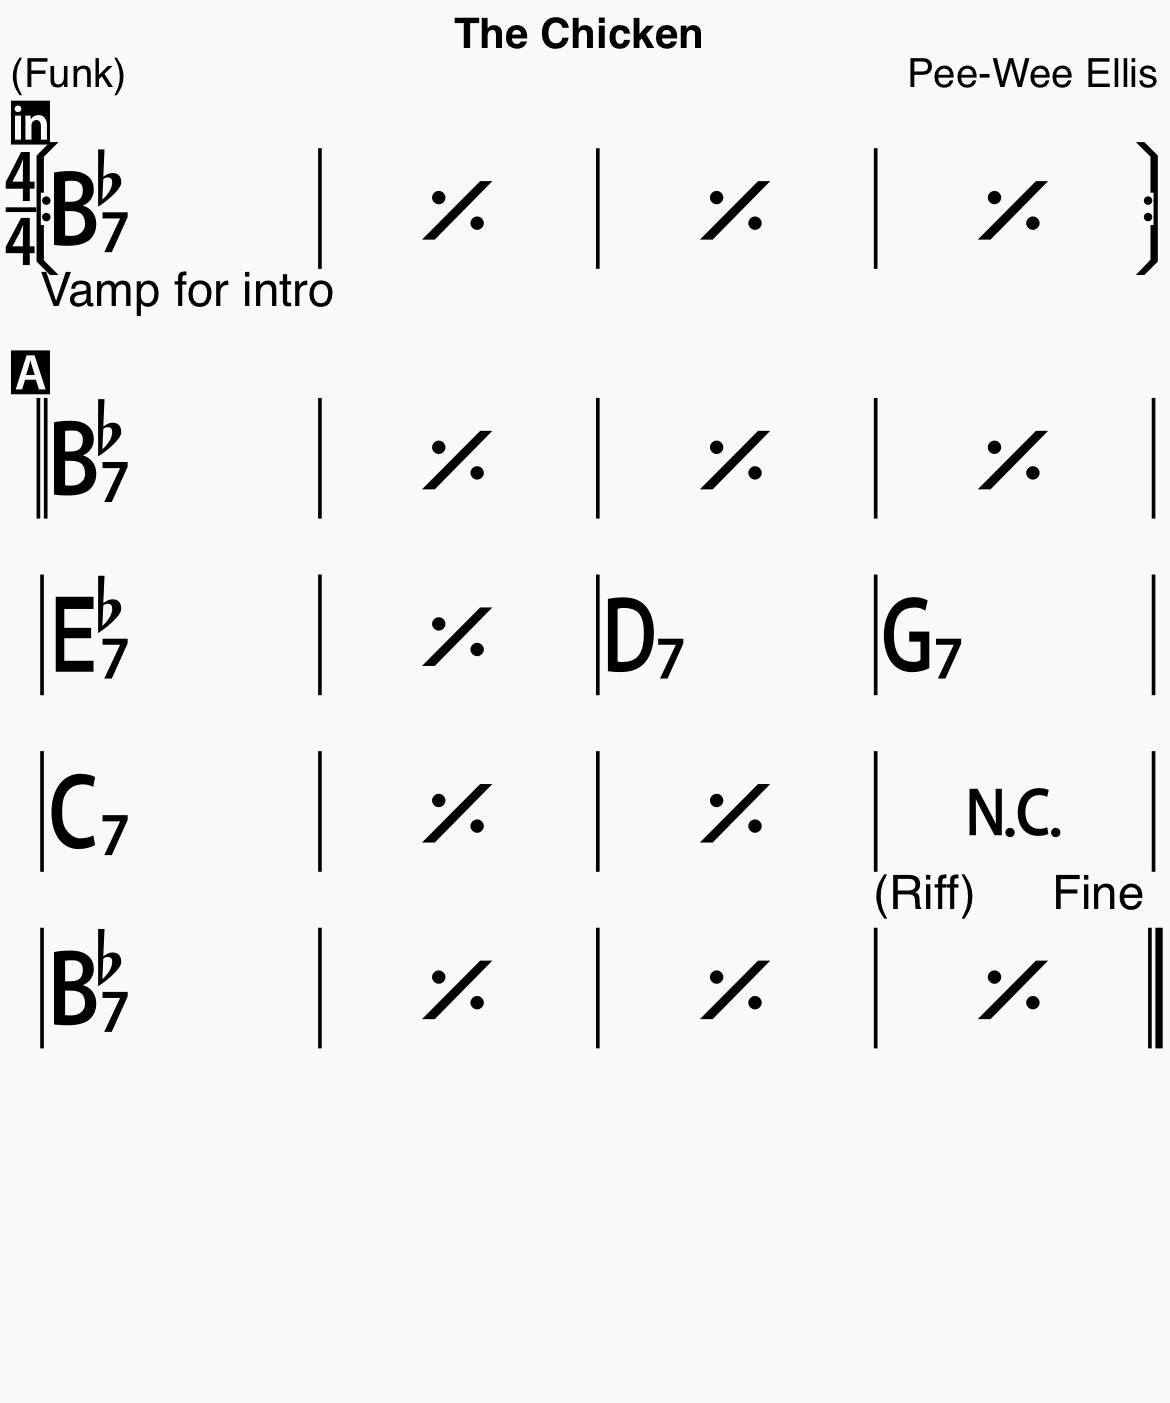 The Chicken
(Funk) Pee-Wee Ellis
in
4/4 B♭7 𝄎 𝄎 𝄎
Vamp for intro
A
B♭7 𝄎 𝄎 𝄎
E♭7 𝄎 D7 G7
C7 𝄎 𝄎 N.C.
(Riff) Fine
B♭7 𝄎 𝄎 𝄎